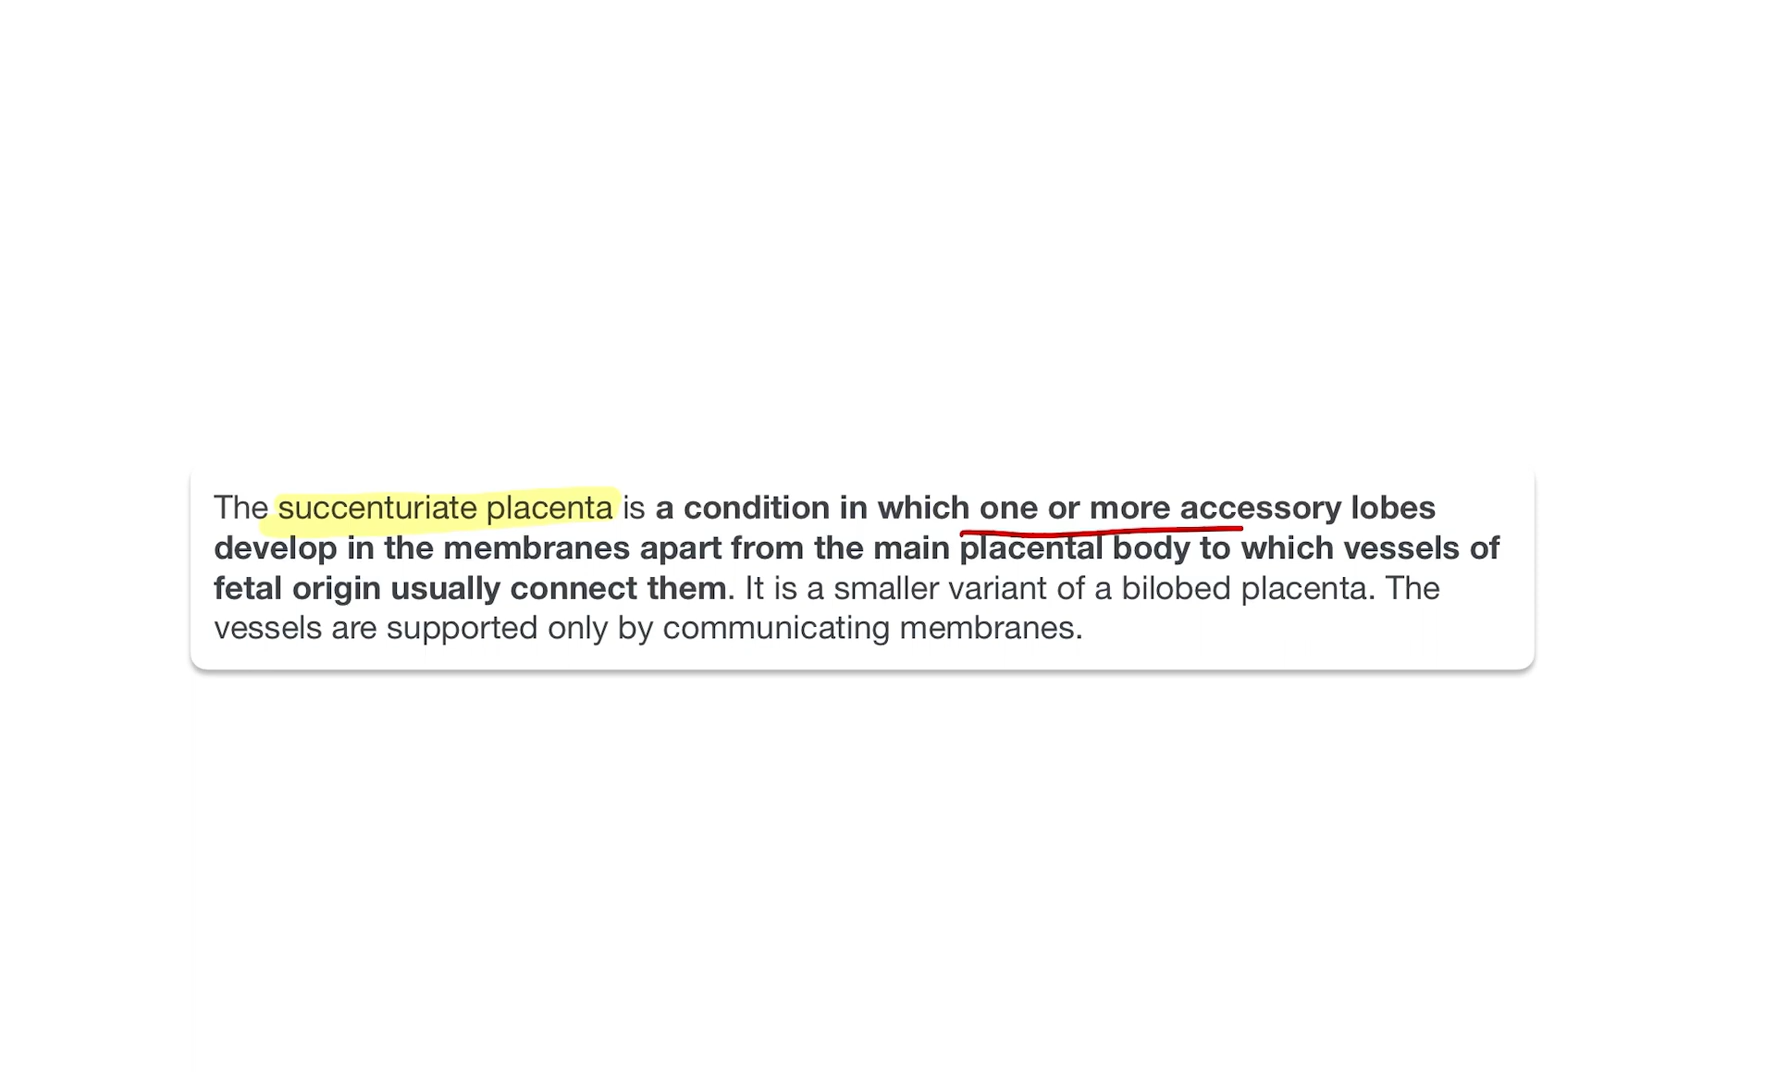 The succenturiate placenta is a condition in which one or more accessory lobes
develop in the membranes apart from the main placental body to which vessels of
fetal origin usually connect them. It is a smaller variant of a bilobed placenta. The
vessels are supported only by communicating membranes.